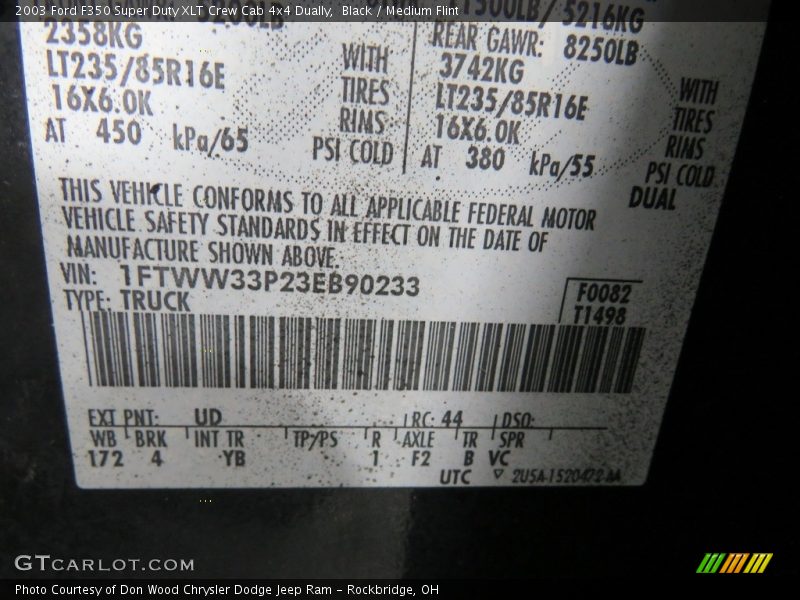 2003 Ford F350 Super Duty XLT Crew Cab 4x4 Dually, Black / Medium Flint
5216KG
2358KG
LT235/85R16E
16X6.0K
AT 450 kPa/65
WITH
TIRES
RIMS
PSI COLD
REAR GAWR: 8250LB
3742KG
LT235/85R16E
16X6.0K
AT 380 kPa/55
WITH
TIRES
RIMS
PSI COLD
DUAL
THIS VEHICLE CONFORMS TO ALL APPLICABLE FEDERAL MOTOR
VEHICLE SAFETY STANDARDS IN EFFECT ON THE DATE OF
MANUFACTURE SHOWN ABOVE.
VIN: 1FTWW33P23EB90233
TYPE: TRUCK
F0082
T1498
EXT PNT: UD RC: 44 DSO:
WB BRK INT TR TP/PS R AXLE TR SPR
172 4 YB 1 F2 B VC
UTC ▽ 2U5A-1520472-AA
GTCARLOT.COM
Photo Courtesy of Don Wood Chrysler Dodge Jeep Ram - Rockbridge, OH